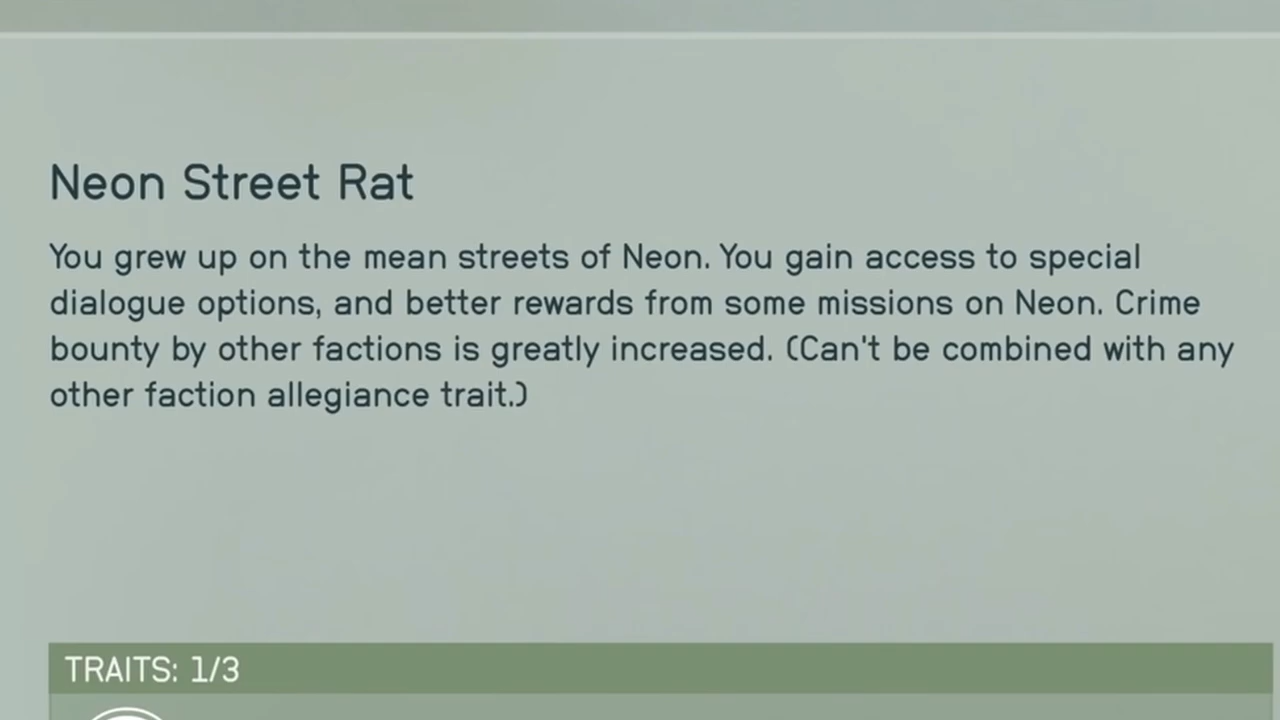 Neon Street Rat
You grew up on the mean streets of Neon. You gain access to special
dialogue options, and better rewards from some missions on Neon. Crime
bounty by other factions is greatly increased. (Can't be combined with any
other faction allegiance trait.)
TRAITS: 1/3